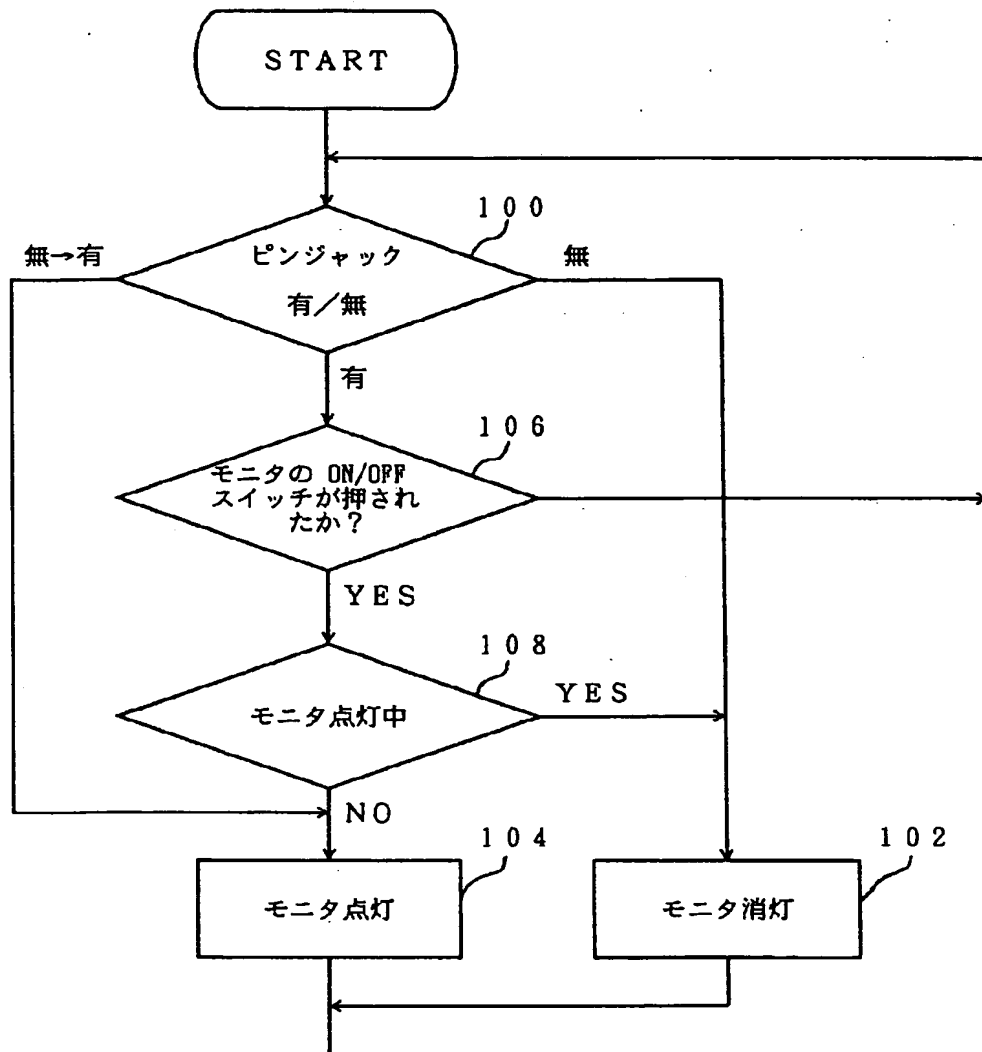 START
100
無→有
ピンジャック
有/無
無
有
106
モニタの ON/OFF
スイッチが押され
たか?
YES
108
モニタ点灯中
YES
NO
104
モニタ点灯
102
モニタ消灯